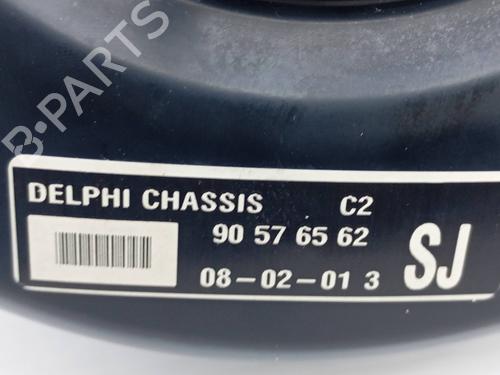 B-PARTS
DELPHI CHASSIS C2
90 57 65 62
08-02-01 3
SJ